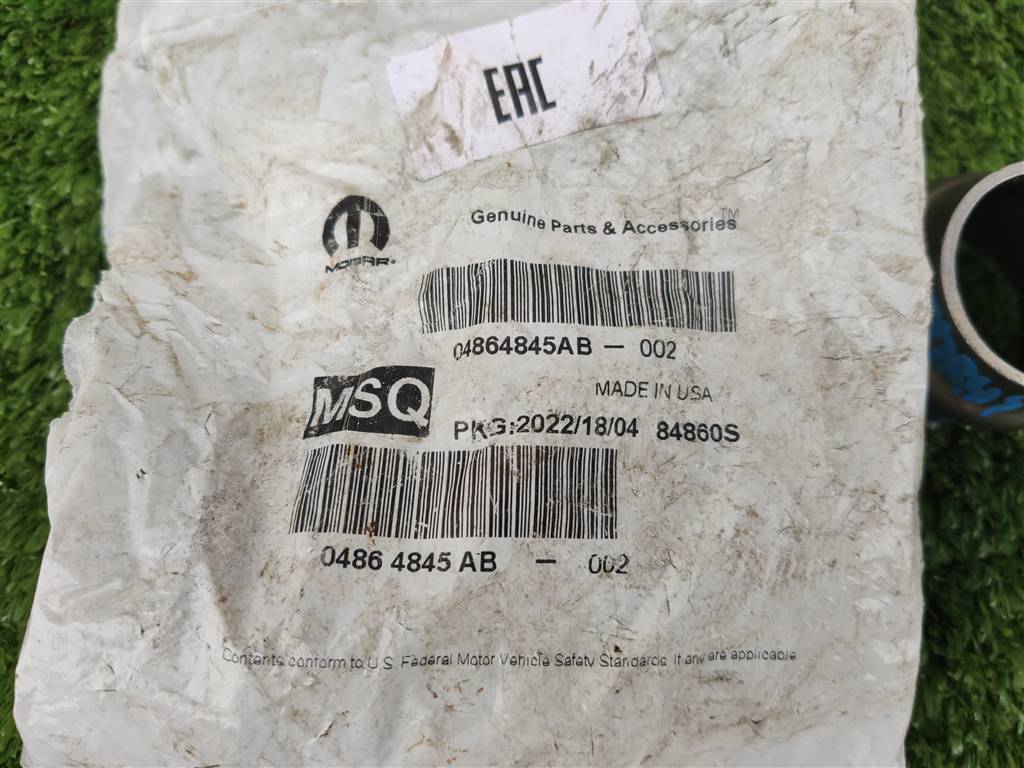 EAC
Genuine Parts & Accessories™
MOPAR®
04864845AB - 002
MADE IN USA
MSQ
PKG:2022/18/04 84860S
0486 4845 AB - 002
Contents conform to U.S. Federal Motor Vehicle Safety Standards. If any are applicable